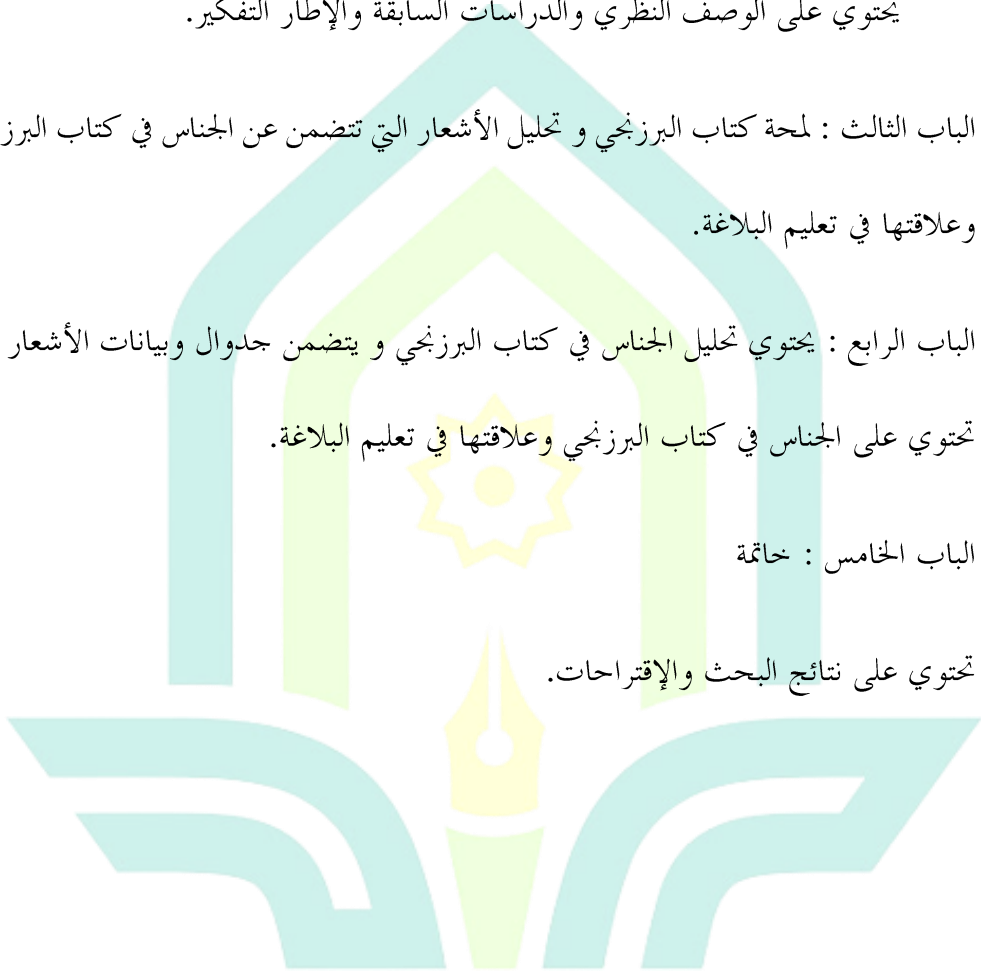 يحتوي على الوصف النظري والدراسات السابقة والإطار التفكير.
الباب الثالث : لمحة كتاب البرزنجي و تحليل الأشعار التي تتضمن عن الجناس في كتاب البرز
وعلاقتها في تعليم البلاغة.
الباب الرابع : يحتوي تحليل الجناس في كتاب البرزنجي و يتضمن جدوال وبيانات الأشعار
تحتوي على الجناس في كتاب البرزنجي وعلاقتها في تعليم البلاغة.
الباب الخامس : خاتمة
تحتوي على نتائج البحث والإقتراحات.